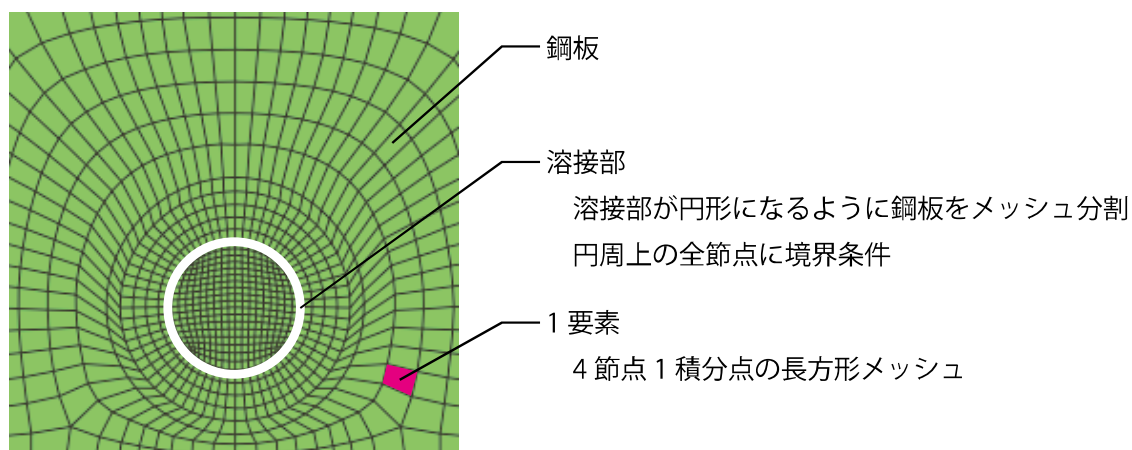 鋼板
溶接部
溶接部が円形になるように鋼板をメッシュ分割
円周上の全節点に境界条件
1 要素
4 節点 1 積分点の長方形メッシュ